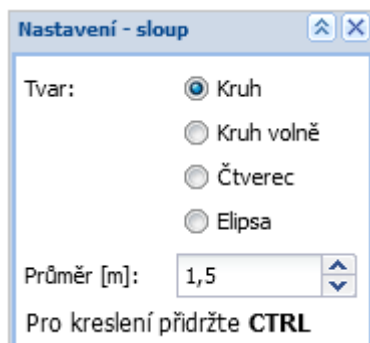 Nastavení - sloup
Tvar: Kruh
Kruh volně
Čtverec
Elipsa
Průměr [m]: 1,5
Pro kreslení přidržte CTRL